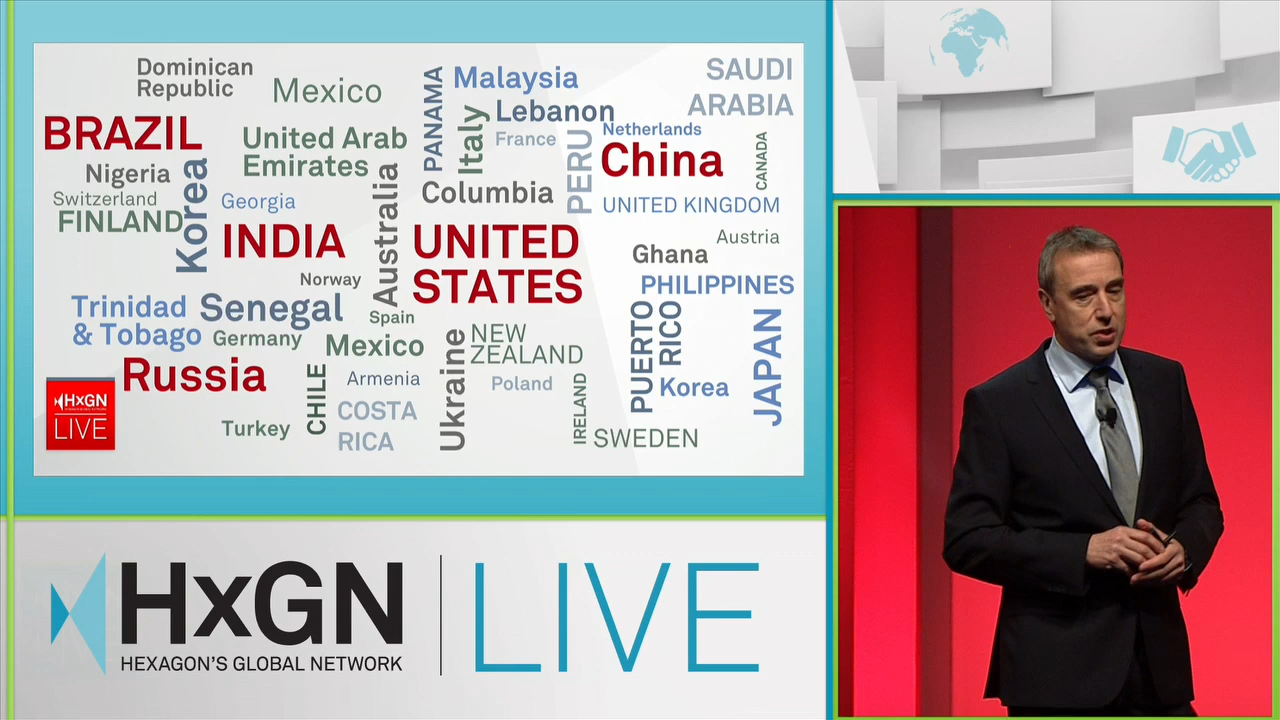 Dominican
Republic
Mexico
PANAMA
Malaysia
SAUDI
ARABIA
BRAZIL
United Arab
Emirates
Italy
Lebanon
France
PERU
Netherlands
China
CANADA
Nigeria
Korea
Switzerland
FINLAND
Georgia
Australia
Columbia
UNITED KINGDOM
INDIA
UNITED
STATES
Ghana
Austria
Norway
PHILIPPINES
Trinidad
& Tobago
Senegal
Spain
Germany
Mexico
Ukraine
NEW
ZEALAND
PUERTO
RICO
JAPAN
Russia
CHILE
Armenia
Poland
IRELAND
Korea
HxGN
LIVE
Turkey
COSTA
RICA
SWEDEN
HxGN
HEXAGON'S GLOBAL NETWORK
LIVE